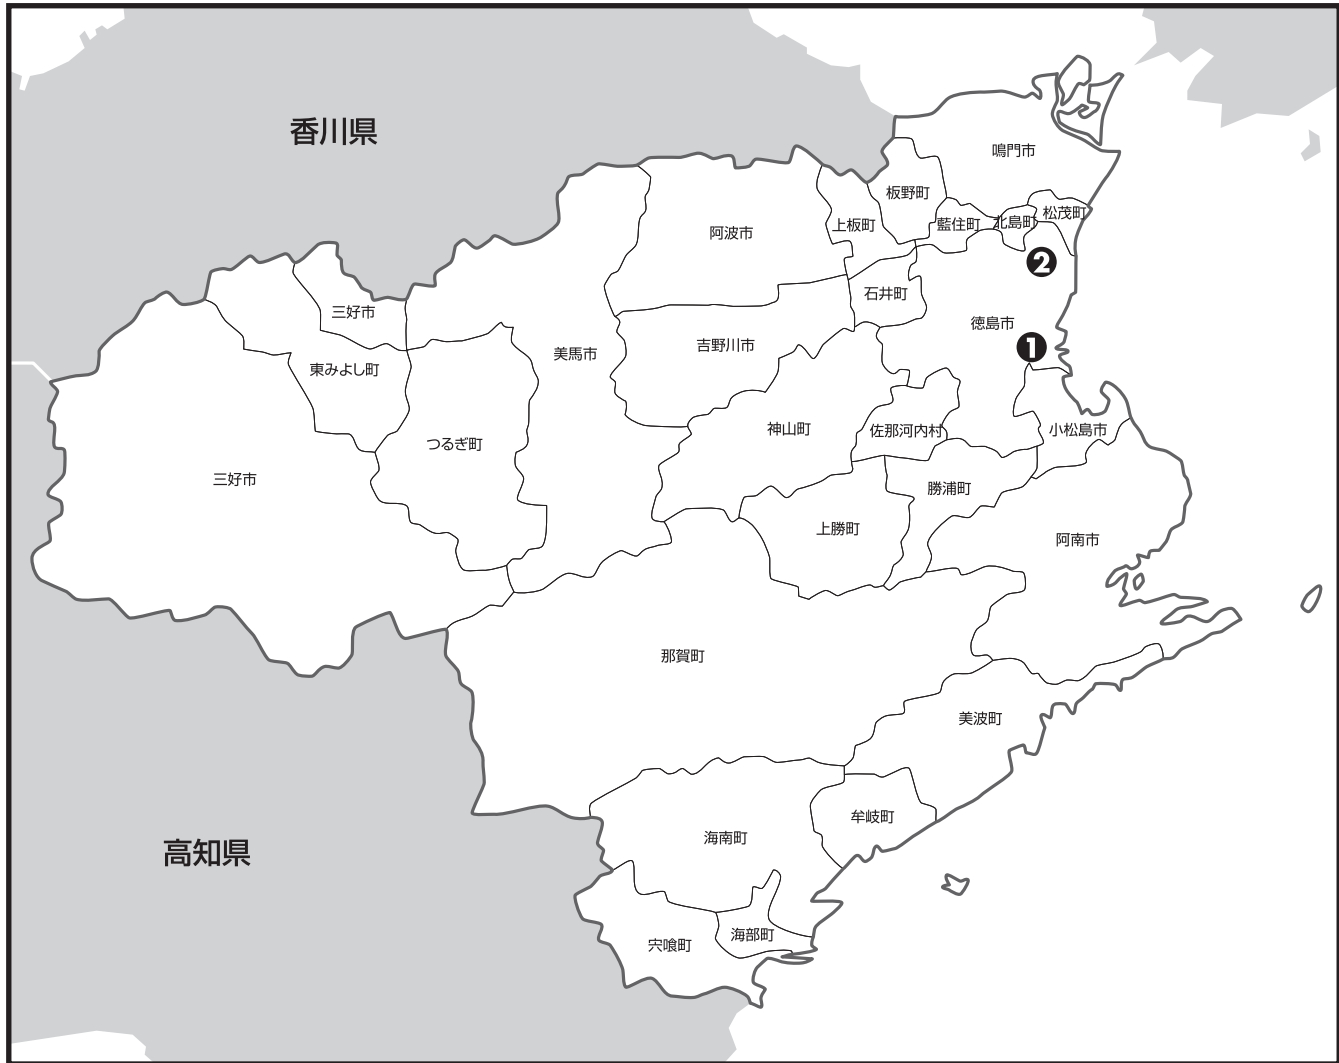 香川県
鳴門市
板野町
松茂町
藍住町
北島町
上板町
阿波市
2
石井町
三好市
徳島市
吉野川市
1
美馬市
東みよし町
神山町
佐那河内村
小松島市
つるぎ町
三好市
勝浦町
上勝町
阿南市
那賀町
美波町
牟岐町
海南町
高知県
海部町
宍喰町